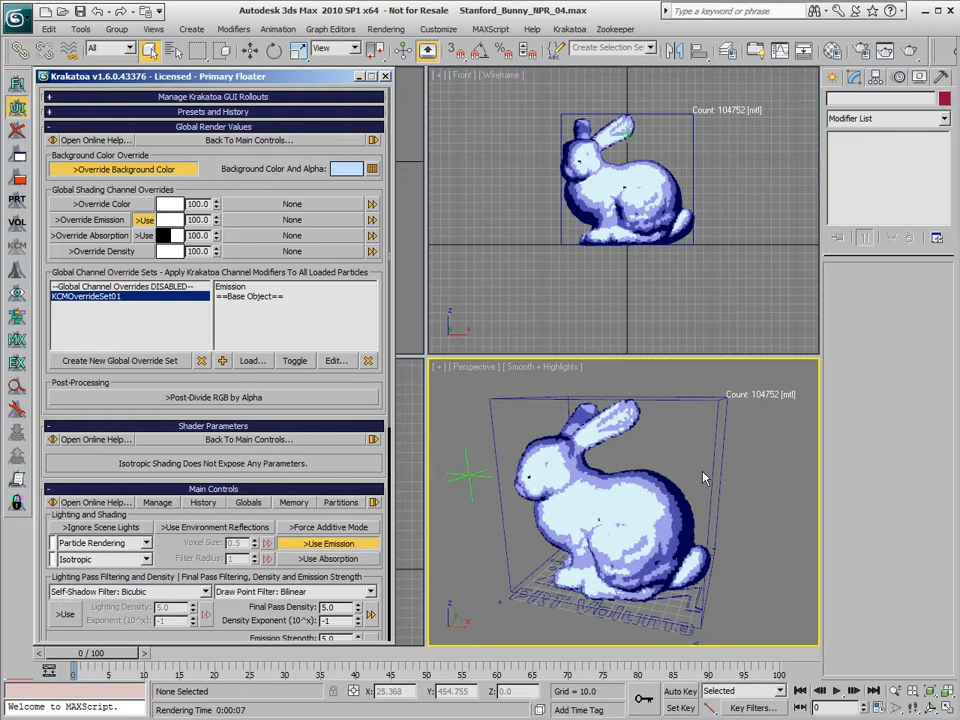 Autodesk 3ds Max 2010 SP1 x64 - Not for Resale Stanford_Bunny_NPR_04.max
Type a keyword or phrase
Edit Tools Group Views Create Modifiers Animation Graph Editors Rendering Customize MAXScript Help Krakatoa Zookeeper
All View Create Selection Se
Krakatoa v1.6.0.43376 - Licensed - Primary Floater
[ + ] [ Front ] [ Wireframe ]
Count: 104752 [mtl]
+ Manage Krakatoa GUI Rollouts
+ Presets and History
- Global Render Values
Open Online Help... Back To Main Controls...
Background Color Override
>Override Background Color Background Color And Alpha:
Global Shading Channel Overrides
>Override Color 100.0 None
>Override Emission >Use 100.0 None
>Override Absorption >Use 100.0 None
>Override Density 100.0 None
Global Channel Override Sets - Apply Krakatoa Channel Modifiers To All Loaded Particles
--Global Channel Overrides DISABLED-- Emission
KCMOverrideSet01 ==Base Object==
Create New Global Override Set Load... Toggle Edit...
Post-Processing
>Post-Divide RGB by Alpha
- Shader Parameters
Open Online Help... Back To Main Controls...
Isotropic Shading Does Not Expose Any Parameters.
- Main Controls
Open Online Help... Manage History Globals Memory Partitions
Lighting and Shading
>Ignore Scene Lights >Use Environment Reflections >Force Additive Mode
Particle Rendering Voxel Size: 0.5 >Use Emission
Isotropic Filter Radius: 1 >Use Absorption
Lighting Pass Filtering and Density | Final Pass Filtering, Density and Emission Strength
Self-Shadow Filter: Bicubic Draw Point Filter: Bilinear
>Use Lighting Density: 5.0 Final Pass Density: 5.0
Exponent (10^x): -1 Density Exponent (10^x): -1
Emission Strength: 5.0
[ + ] [ Perspective ] [ Smooth + Highlights ]
Count: 104752 [mtl]
PRT Volume
PRT
VOL
KCM
MX
EX
Modifier List
0 / 100
0 5 10 15 20 25 30 35 40 45 50 55 60 65 70 75 80 85 90 95 100
None Selected X: 25.368 Y: 454.755 Z: 0.0 Grid = 10.0 Auto Key Selected
Welcome to MAXScript. Rendering Time 0:00:07 Add Time Tag Set Key Key Filters... 0